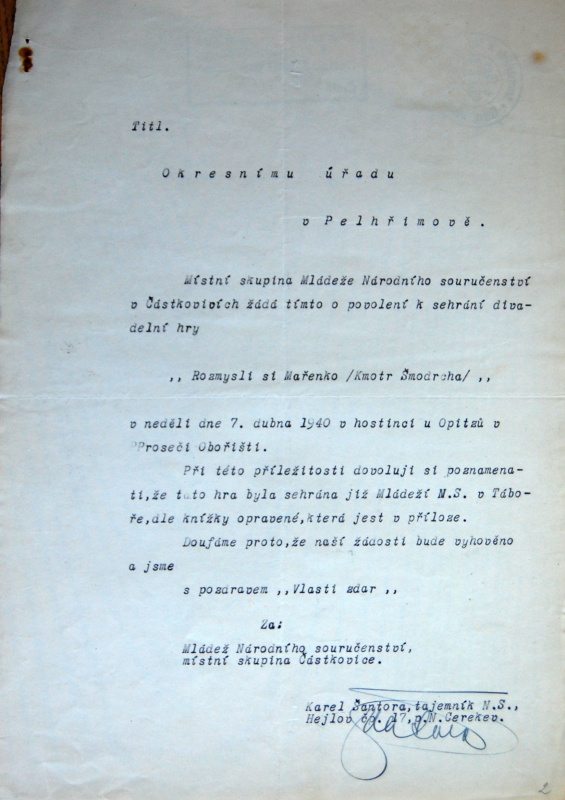 Titl.
Okresnímu úřadu
v Pelhřimově.
Místní skupina Mládeže Národního souručenství
v Částkovivích žádá tímto o povolení k sehrání diva-
delní hry
,, Rozmysli si Mařenko /Kmotr Šmodrcha/ ,,
v neděli dne 7. dubna 1940 v hostinci u Opitzů v
Proseči Obořišti.
Při této příležitosti dovoluji si poznamena-
ti,že tato hra byla sehrána již Mládeží N.S. v Tábo-
ře,dle knížky opravené,která jest v příloze.
Doufáme proto,že naší žádosti bude vyhověno
a jsme
s pozdravem ,,Vlasti zdar ,,
Za:
Mládež Národního souručenství,
místní skupina Částkovice.
Karel Šantora,tajemník N.S.,
Hejlov čp. 17,p.N.Cerekev.
2